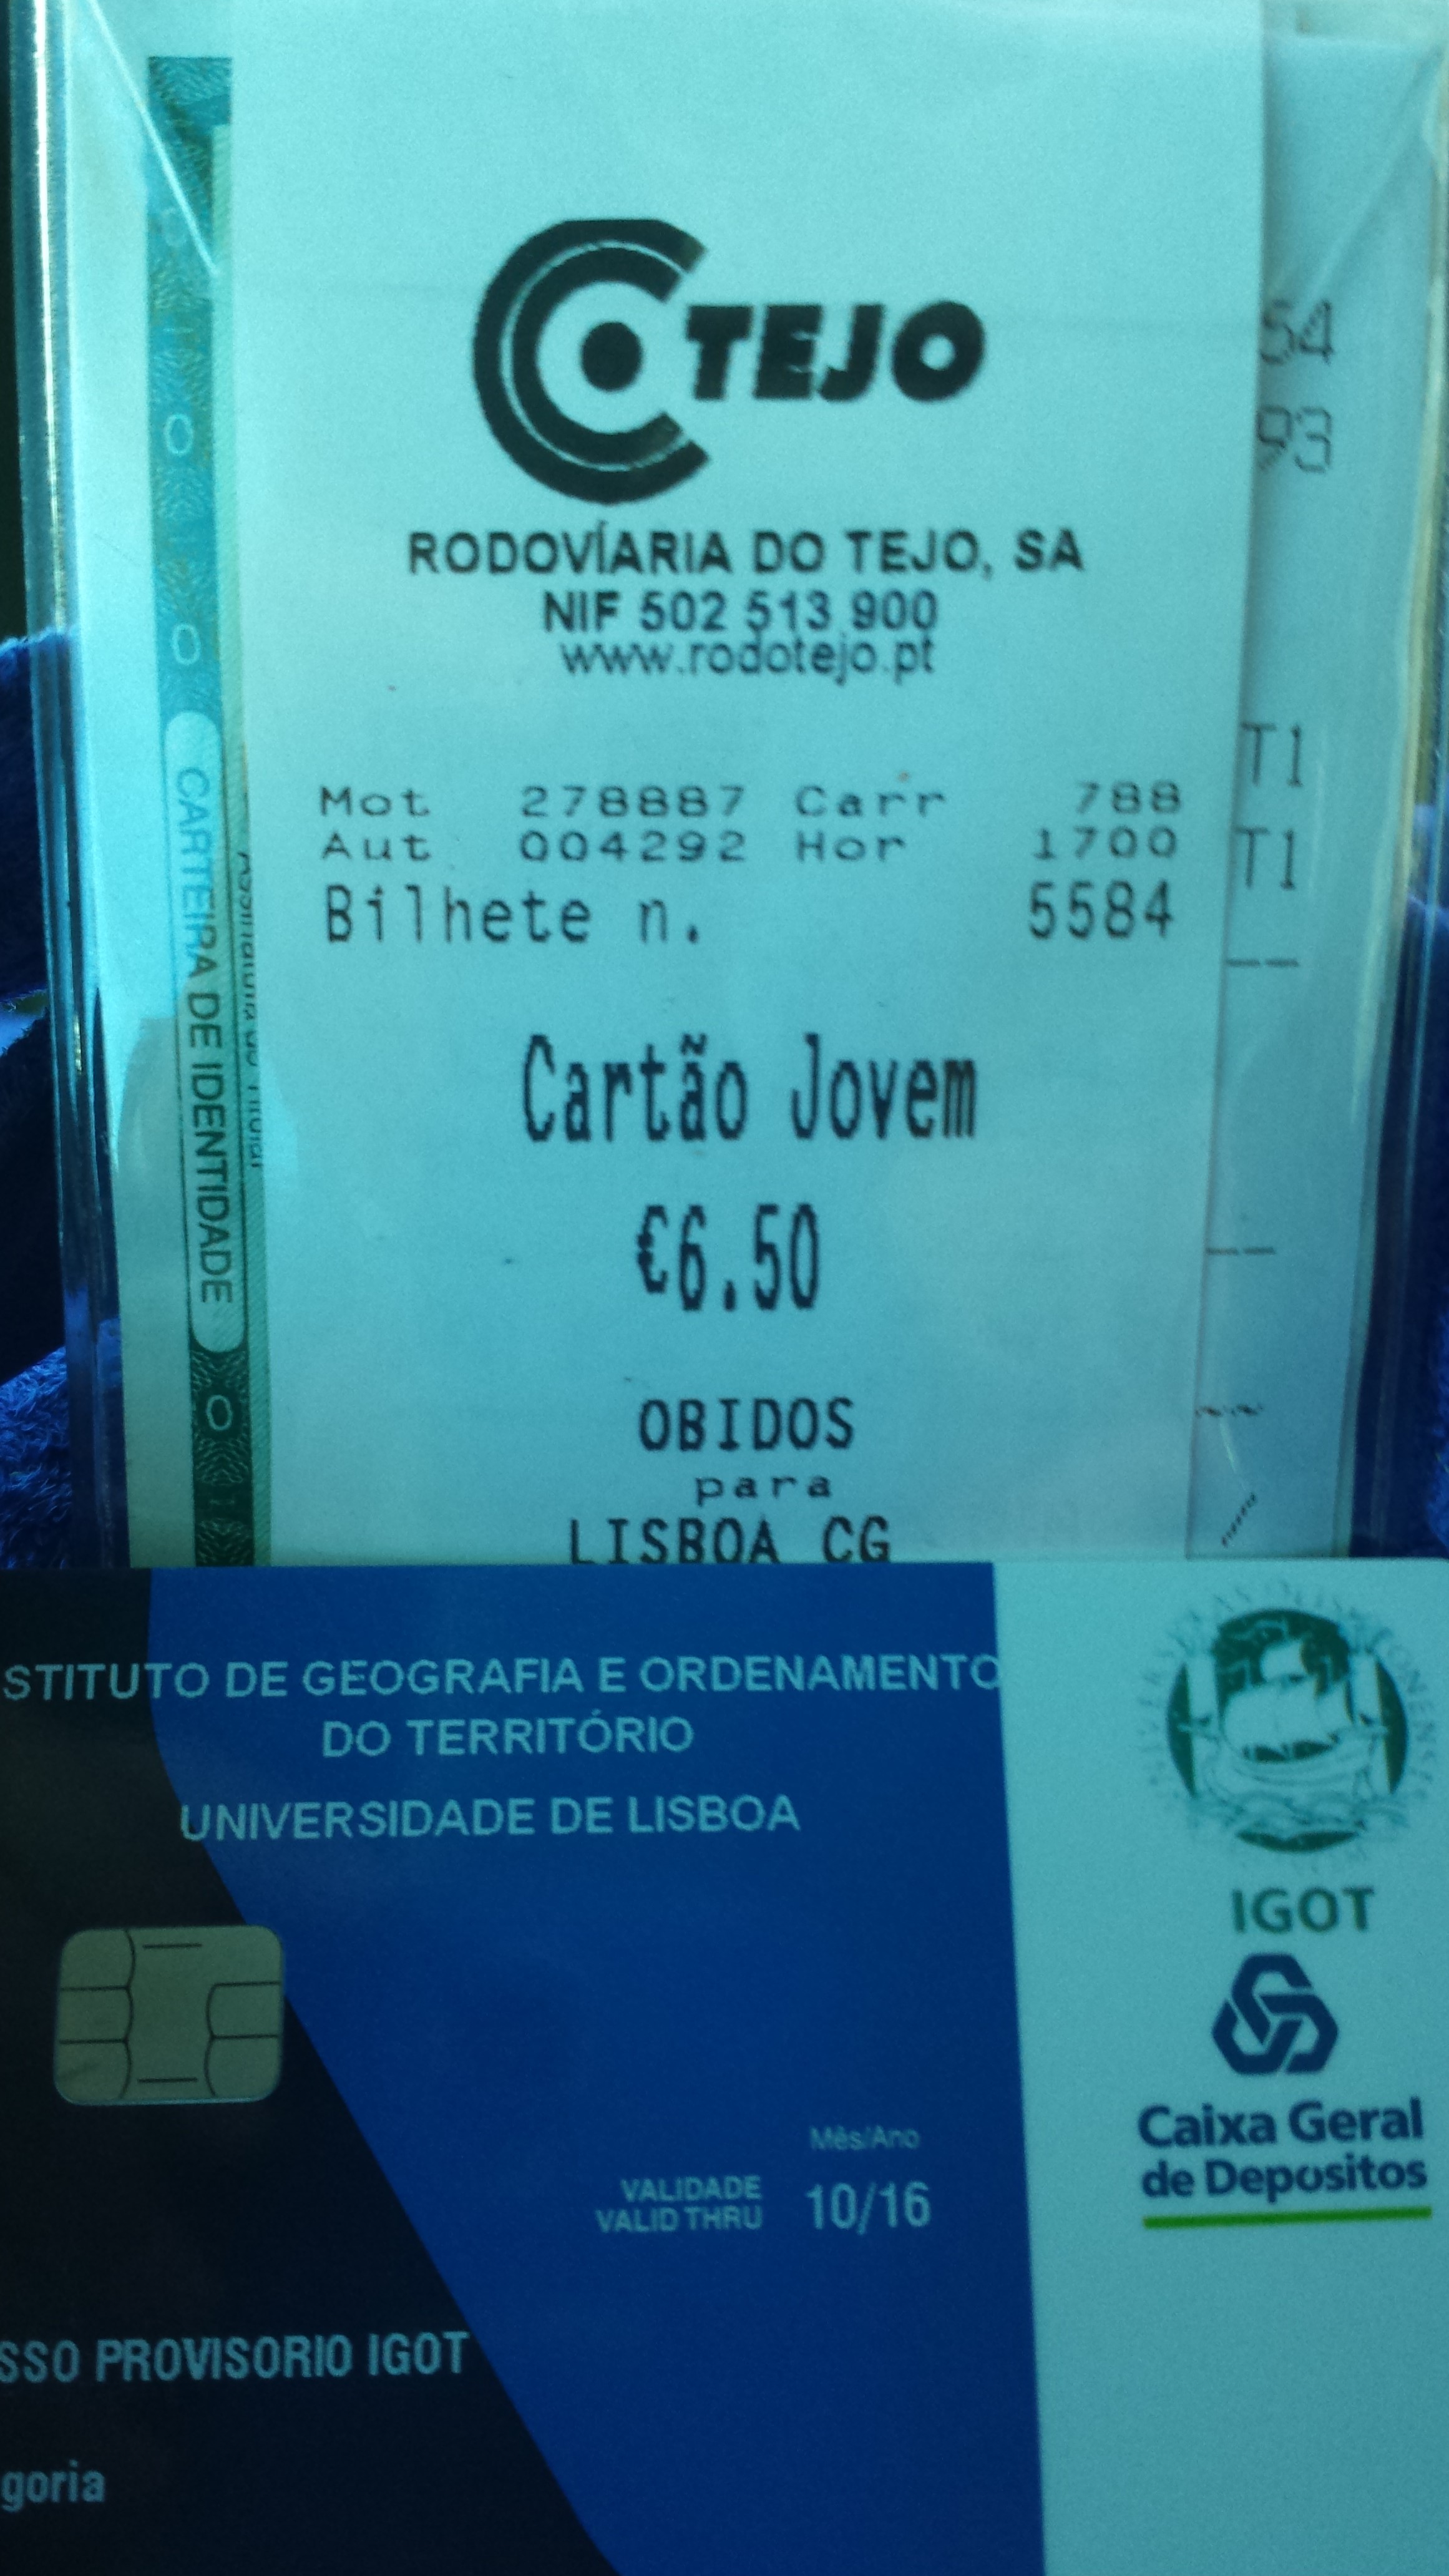 TEJO
RODOVÍARIA DO TEJO, SA
NIF 502 513 900
www.rodotejo.pt
Mot 278887 Carr 788
Aut 004292 Hor 1700
Bilhete n. 5584
Cartão Jovem
€6.50
OBIDOS
para
LISBOA CG
54
93
T1
T1
--
CARTEIRA DE IDENTIDADE
STITUTO DE GEOGRAFIA E ORDENAMENTO
DO TERRITÓRIO
UNIVERSIDADE DE LISBOA
IGOT
Caixa Geral
de Depositos
Mês/Ano
VALIDADE
VALID THRU 10/16
SSO PROVISORIO IGOT
goria